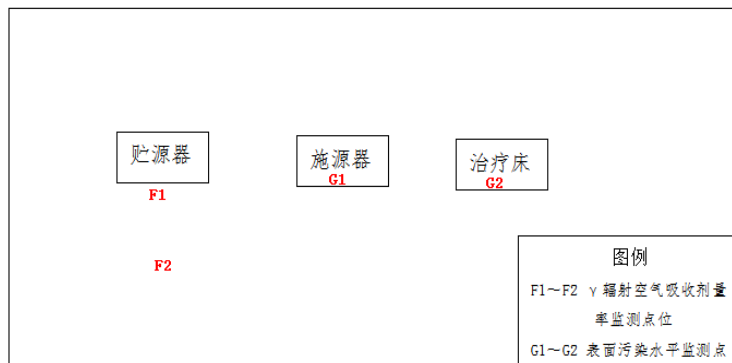 贮源器
施源器
治疗床
F1
G1
G2
F2
图例
F1～F2 γ辐射空气吸收剂量
率监测点位
G1～G2 表面污染水平监测点